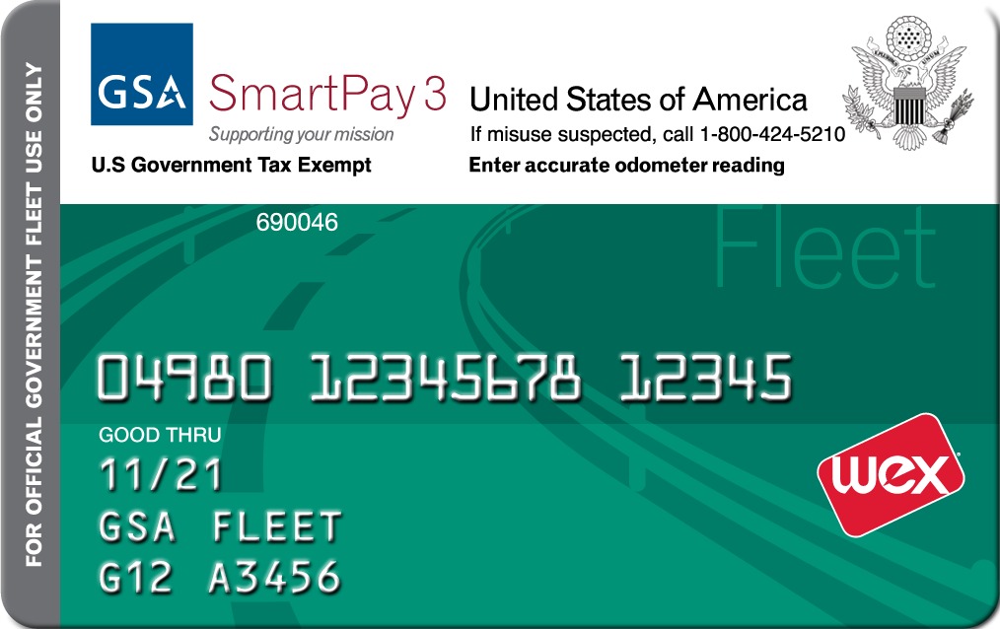 FOR OFFICIAL GOVERNMENT FLEET USE ONLY
GSA
SmartPay 3
Supporting your mission
U.S Government Tax Exempt
United States of America
If misuse suspected, call 1-800-424-5210
Enter accurate odometer reading
690046
Fleet
04980 12345678 12345
GOOD THRU
11/21
GSA FLEET
G12 A3456
wex